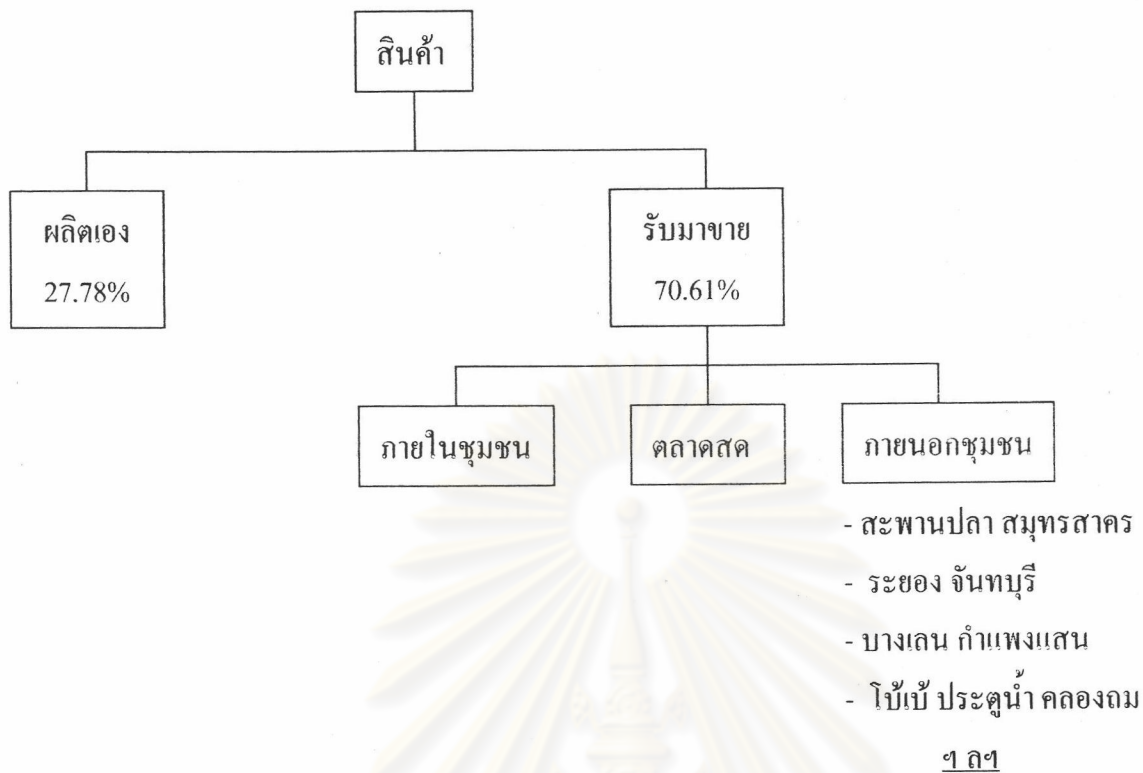 สินค้า
ผลิตเอง
27.78%
รับมาขาย
70.61%
ภายในชุมชน
ตลาดสด
ภายนอกชุมชน
- สะพานปลา สมุทรสาคร
- ระยอง จันทบุรี
- บางเลน กำแพงแสน
- โบ้เบ้ ประตูน้ำ คลองถม
ฯ ลฯ